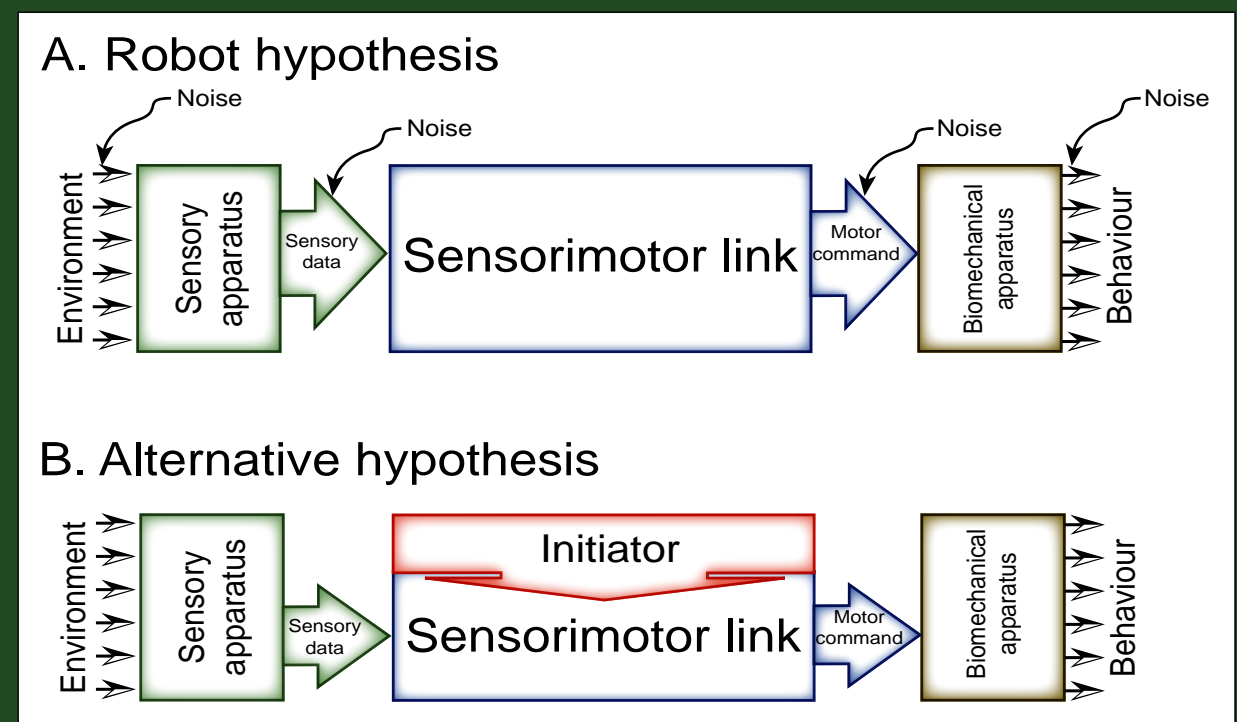 A. Robot hypothesis
Noise
Noise
Noise
Noise
Environment
Sensory
apparatus
Sensory
data
Sensorimotor link
Motor
command
Biomechanical
apparatus
Behaviour
B. Alternative hypothesis
Environment
Sensory
apparatus
Sensory
data
Initiator
Sensorimotor link
Motor
command
Biomechanical
apparatus
Behaviour